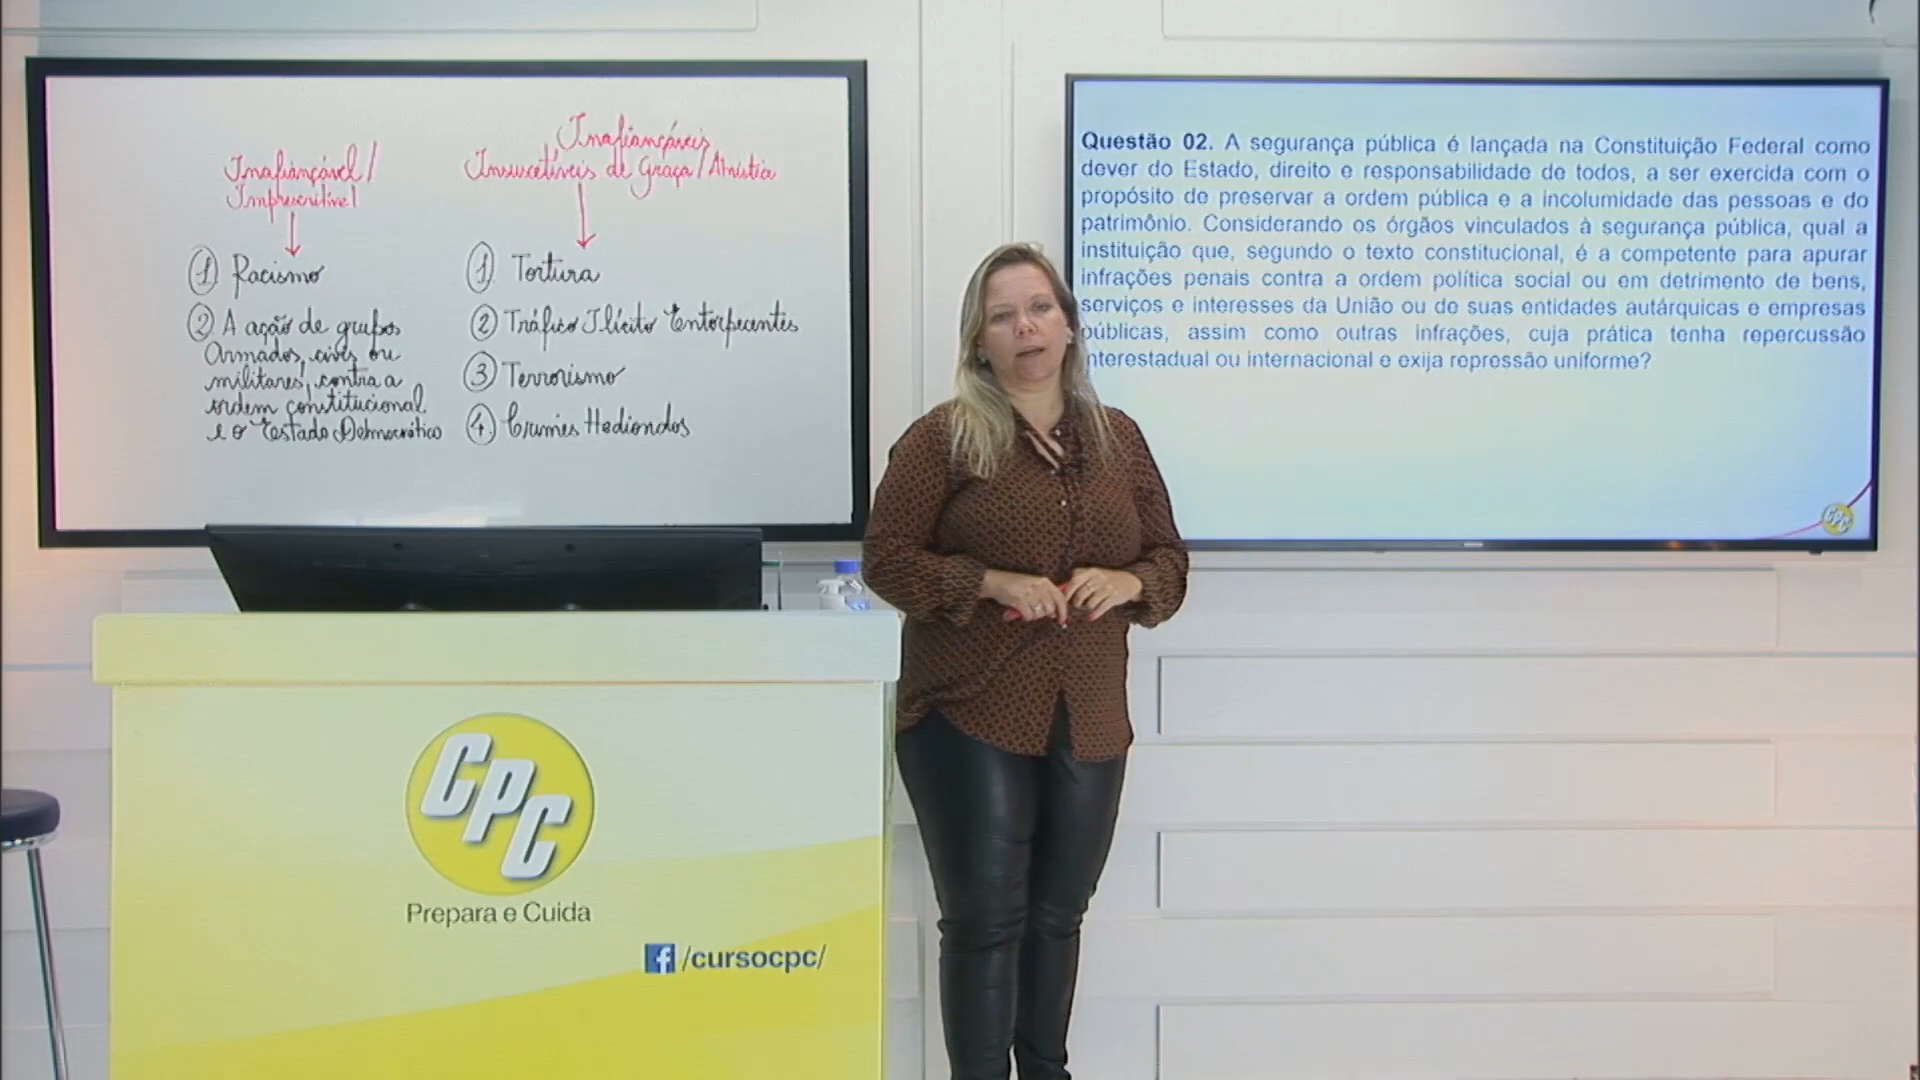 Inafiançável /
Imprescritível
1 Racismo
2 A ação de grupos
Armados, civis ou
militares, contra a
ordem constitucional
e o Estado Democrático
Inafiançáveis
Insucetíveis de Graça / Anistia
1 Tortura
2 Tráfico Ilícito Entorpecentes
3 Terrorismo
4 Crimes Hediondos
Questão 02. A segurança pública é lançada na Constituição Federal como
dever do Estado, direito e responsabilidade de todos, a ser exercida com o
propósito de preservar a ordem pública e a incolumidade das pessoas e do
patrimônio. Considerando os órgãos vinculados à segurança pública, qual a
instituição que, segundo o texto constitucional, é a competente para apurar
infrações penais contra a ordem política social ou em detrimento de bens,
serviços e interesses da União ou de suas entidades autárquicas e empresas
públicas, assim como outras infrações, cuja prática tenha repercussão
interestadual ou internacional e exija repressão uniforme?
CPC
CPC
Prepara e Cuida
f /cursocpc/